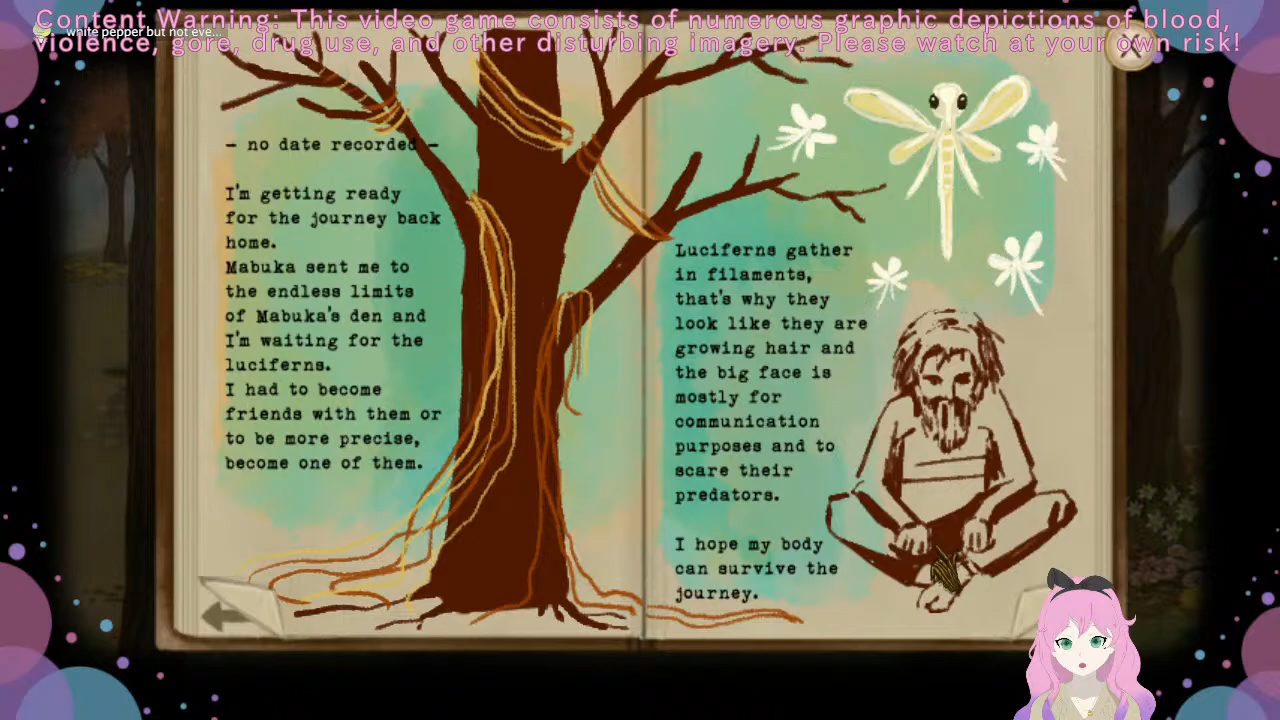 Content Warning: This video game consists of numerous graphic depictions of blood,
violence, gore, drug use, and other disturbing imagery. Please watch at your own risk!
white pepper but not eve...
- no date recorded -
I'm getting ready
for the journey back
home.
Mabuka sent me to
the endless limits
of Mabuka's den and
I'm waiting for the
luciferns.
I had to become
friends with them or
to be more precise,
become one of them.
Luciferns gather
in filaments,
that's why they
look like they are
growing hair and
the big face is
mostly for
communication
purposes and to
scare their
predators.
I hope my body
can survive the
journey.